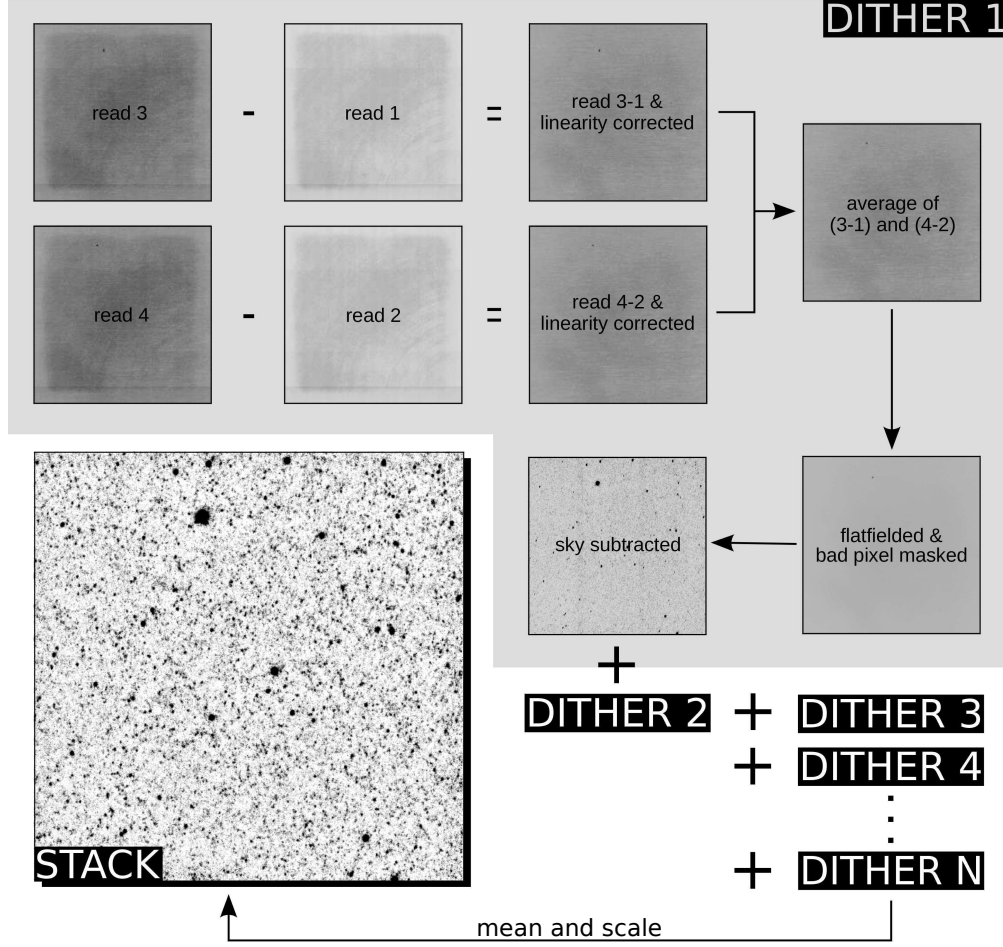 DITHER 1
read 3
-
read 1
=
read 3-1 &
linearity corrected
average of
(3-1) and (4-2)
read 4
-
read 2
=
read 4-2 &
linearity corrected
sky subtracted
flatfielded &
bad pixel masked
+
DITHER 2 + DITHER 3
+ DITHER 4
⋮
+ DITHER N
STACK
mean and scale